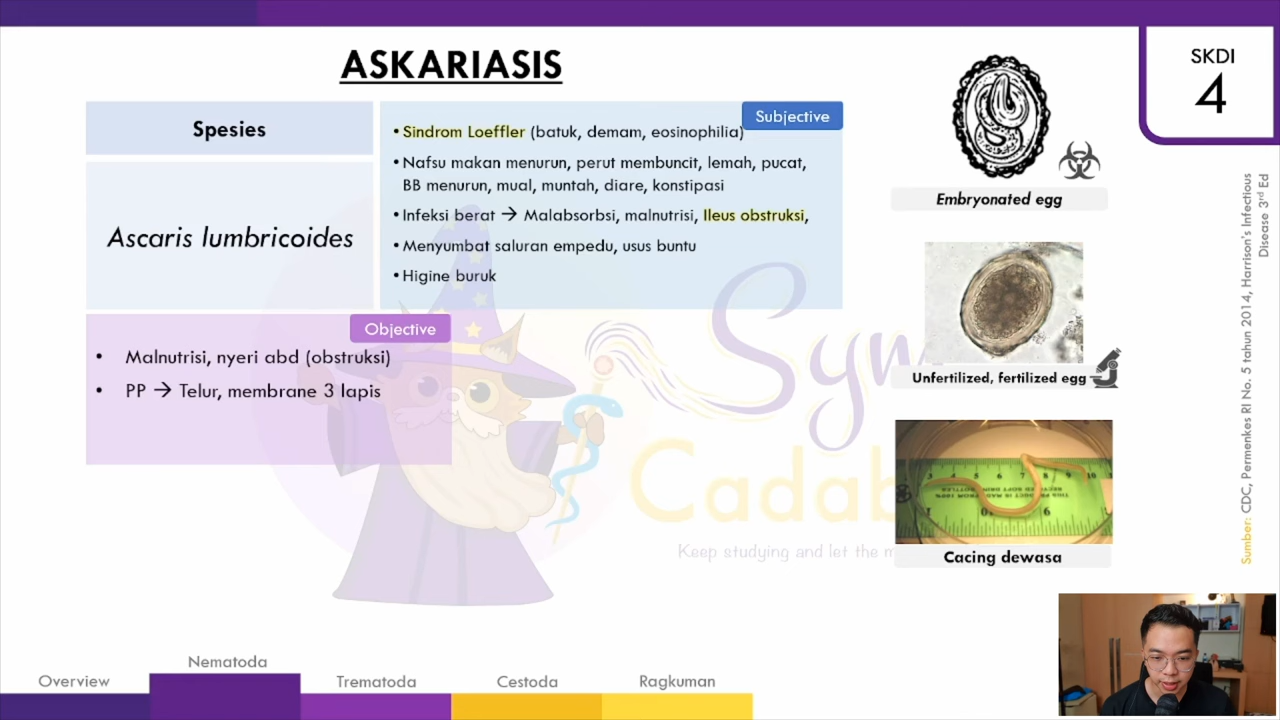 ASKARIASIS
SKDI
4
Spesies
Subjective
• Sindrom Loeffler (batuk, demam, eosinophilia)
• Nafsu makan menurun, perut membuncit, lemah, pucat,
BB menurun, mual, muntah, diare, konstipasi
• Infeksi berat → Malabsorbsi, malnutrisi, Ileus obstruksi,
• Menyumbat saluran empedu, usus buntu
• Higine buruk
Ascaris lumbricoides
Objective
• Malnutrisi, nyeri abd (obstruksi)
• PP → Telur, membrane 3 lapis
Embryonated egg
Unfertilized, fertilized egg
Cacing dewasa
Sumber: CDC, Permenkes RI No. 5 tahun 2014, Harrison's Infectious
Disease 3rd Ed
Keep studying and let the
Overview
Nematoda
Trematoda
Cestoda
Ragkuman